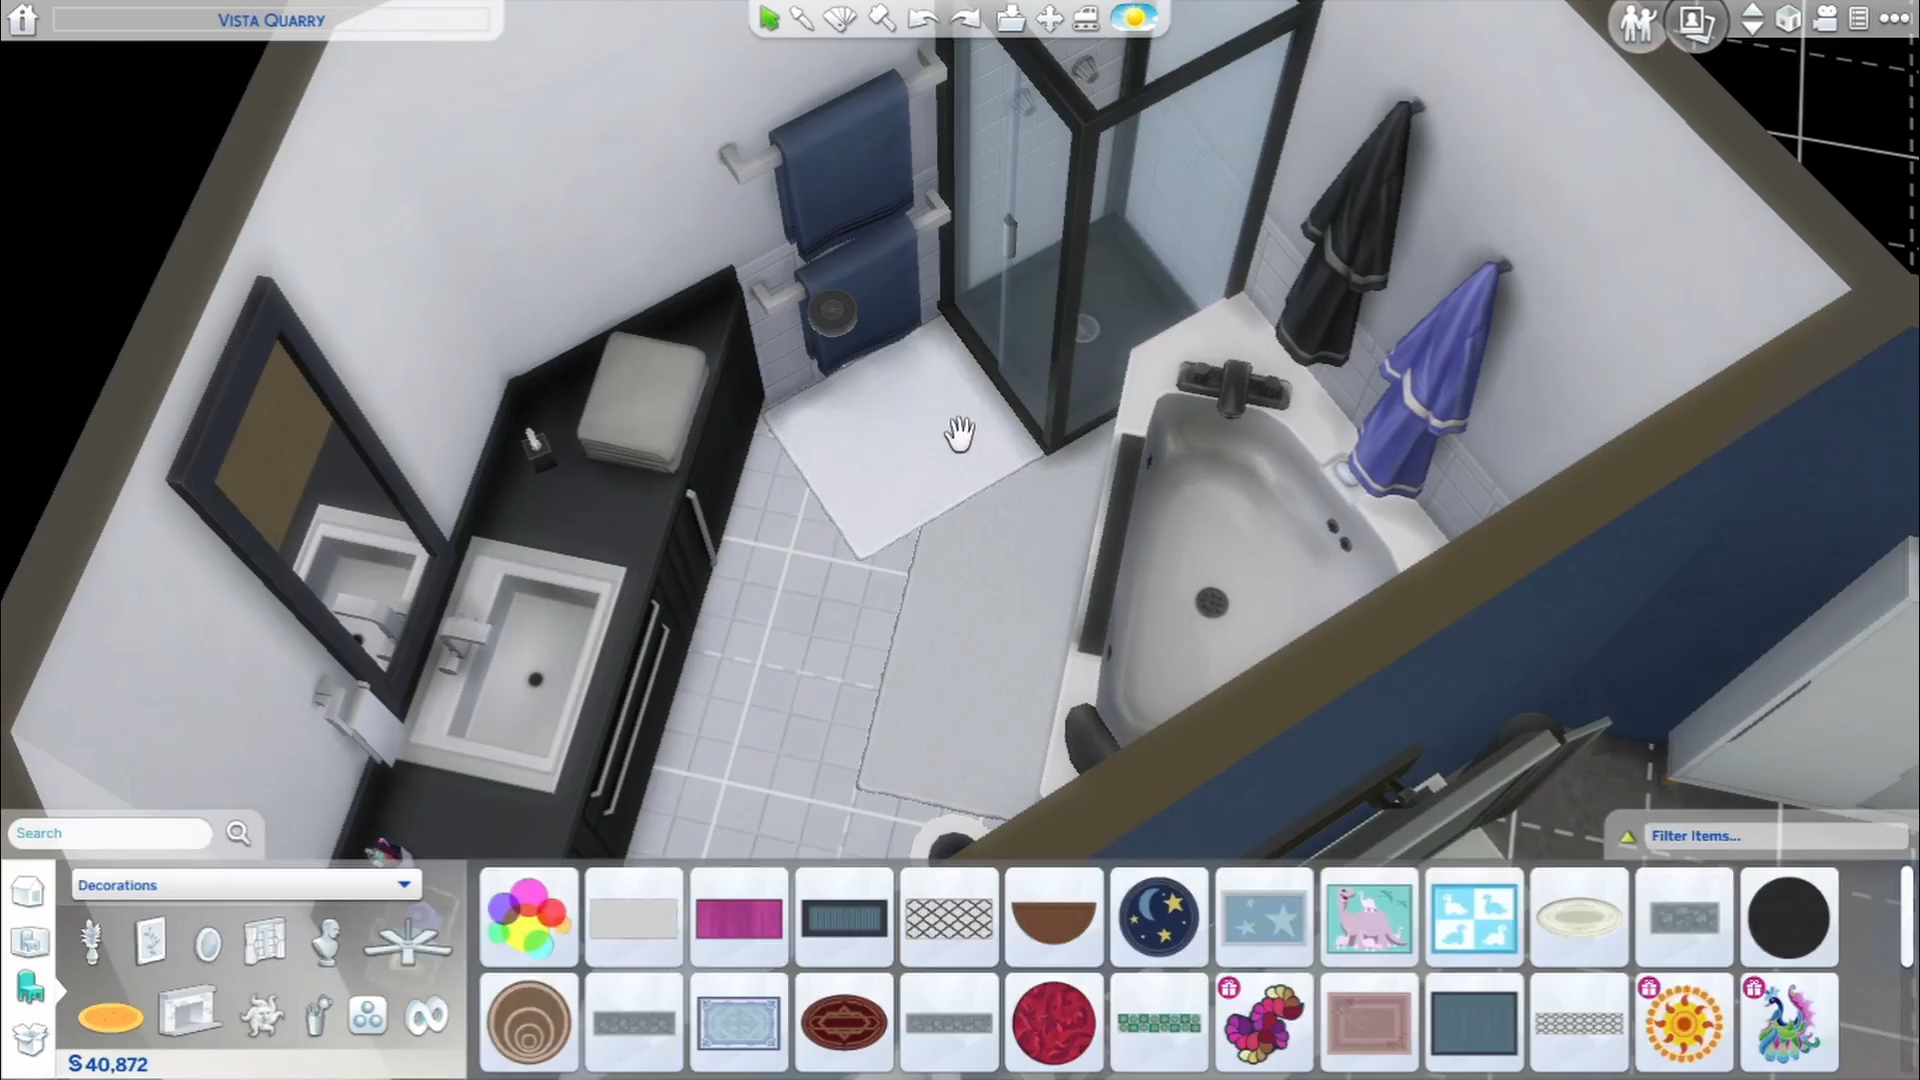 Vista Quarry
Search
Filter Items...
Decorations
§40,872